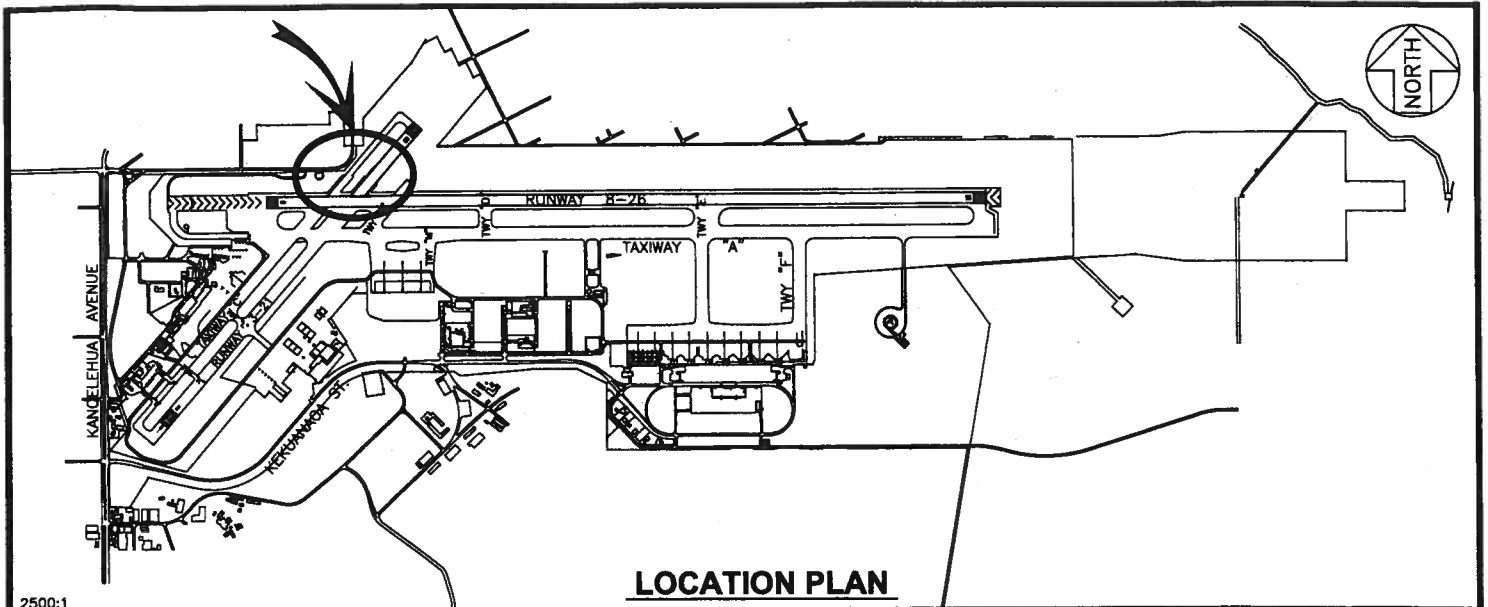 NORTH
RUNWAY 8-26
TWY "D"
TWY "E"
TAXIWAY "A"
TWY "F"
KANOELEHUA AVENUE
TAXIWAY "C"
RUNWAY 3-21
KEKUANAOA ST.
LOCATION PLAN
2500:1